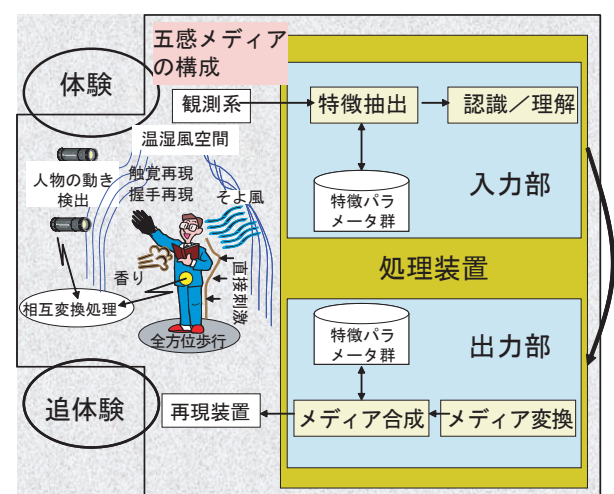 五感メディア
の構成
体験
観測系
特徴抽出
認識／理解
温湿風空間
人物の動き
検出
触覚再現
握手再現
そよ風
特徴パラ
メータ群
入力部
処理装置
香り
直接刺激
相互変換処理
全方位歩行
特徴パラ
メータ群
出力部
追体験
再現装置
メディア合成
メディア変換